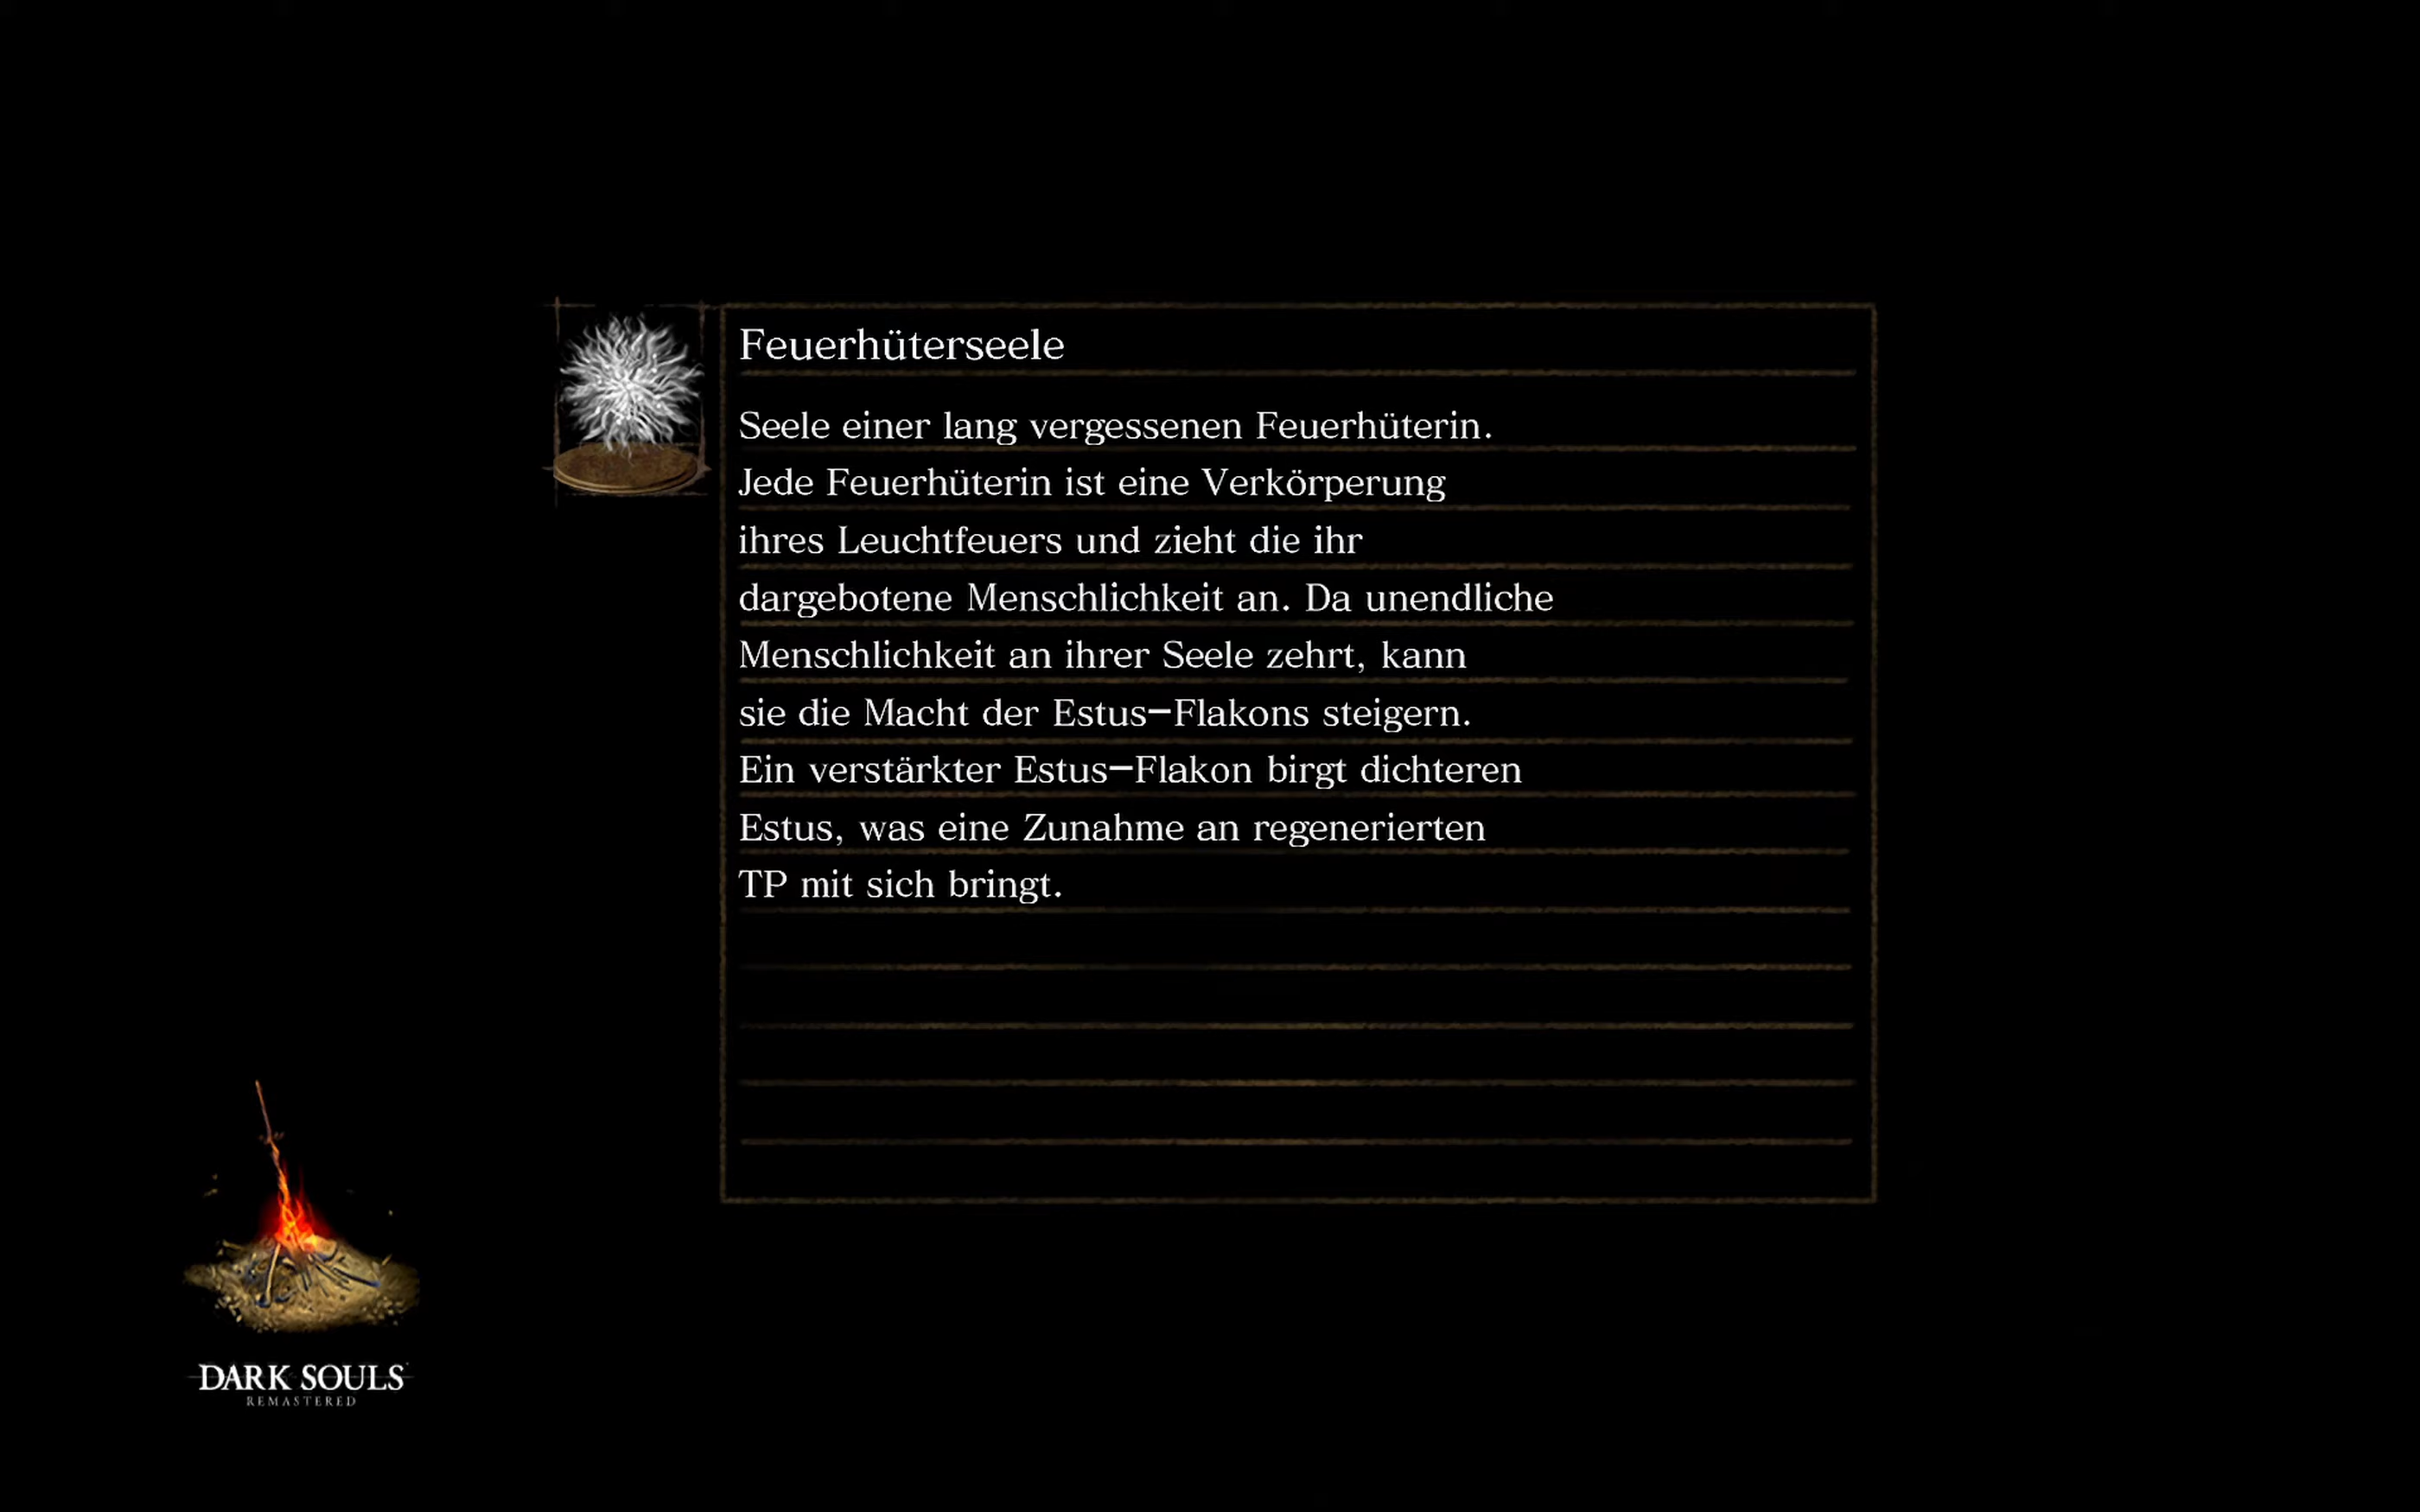 Feuerhüterseele
Seele einer lang vergessenen Feuerhüterin.
Jede Feuerhüterin ist eine Verkörperung
ihres Leuchtfeuers und zieht die ihr
dargebotene Menschlichkeit an. Da unendliche
Menschlichkeit an ihrer Seele zehrt, kann
sie die Macht der Estus-Flakons steigern.
Ein verstärkter Estus-Flakon birgt dichteren
Estus, was eine Zunahme an regenerierten
TP mit sich bringt.
DARK SOULS
REMASTERED